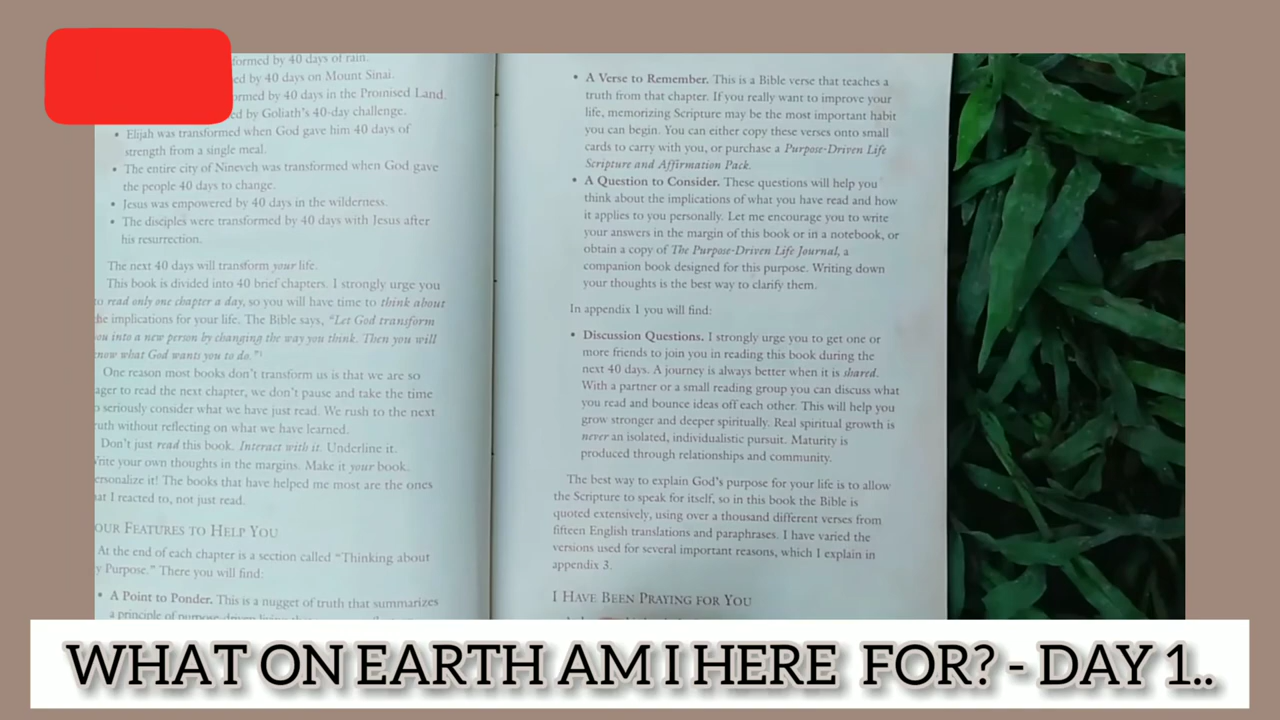 formed by 40 days of rain.
ed by 40 days on Mount Sinai.
ormed by 40 days in the Promised Land.
ed by Goliath's 40-day challenge.
• Elijah was transformed when God gave him 40 days of
strength from a single meal.
• The entire city of Nineveh was transformed when God gave
the people 40 days to change.
• Jesus was empowered by 40 days in the wilderness.
• The disciples were transformed by 40 days with Jesus after
his resurrection.
The next 40 days will transform your life.
This book is divided into 40 brief chapters. I strongly urge you
to read only one chapter a day, so you will have time to think about
he implications for your life. The Bible says, "Let God transform
ou into a new person by changing the way you think. Then you will
now what God wants you to do."1
One reason most books don't transform us is that we are so
ager to read the next chapter, we don't pause and take the time
o seriously consider what we have just read. We rush to the next
ruth without reflecting on what we have learned.
Don't just read this book. Interact with it. Underline it.
rite your own thoughts in the margins. Make it your book.
ersonalize it! The books that have helped me most are the ones
at I reacted to, not just read.
OUR FEATURES TO HELP YOU
At the end of each chapter is a section called "Thinking about
y Purpose." There you will find:
• A Point to Ponder. This is a nugget of truth that summarizes
a principle of purpose-driven living
• A Verse to Remember. This is a Bible verse that teaches a
truth from that chapter. If you really want to improve your
life, memorizing Scripture may be the most important habit
you can begin. You can either copy these verses onto small
cards to carry with you, or purchase a Purpose-Driven Life
Scripture and Affirmation Pack.
• A Question to Consider. These questions will help you
think about the implications of what you have read and how
it applies to you personally. Let me encourage you to write
your answers in the margin of this book or in a notebook, or
obtain a copy of The Purpose-Driven Life Journal, a
companion book designed for this purpose. Writing down
your thoughts is the best way to clarify them.
In appendix 1 you will find:
• Discussion Questions. I strongly urge you to get one or
more friends to join you in reading this book during the
next 40 days. A journey is always better when it is shared.
With a partner or a small reading group you can discuss what
you read and bounce ideas off each other. This will help you
grow stronger and deeper spiritually. Real spiritual growth is
never an isolated, individualistic pursuit. Maturity is
produced through relationships and community.
The best way to explain God's purpose for your life is to allow
the Scripture to speak for itself, so in this book the Bible is
quoted extensively, using over a thousand different verses from
fifteen English translations and paraphrases. I have varied the
versions used for several important reasons, which I explain in
appendix 3.
I HAVE BEEN PRAYING FOR YOU
WHAT ON EARTH AM I HERE FOR? - DAY 1..